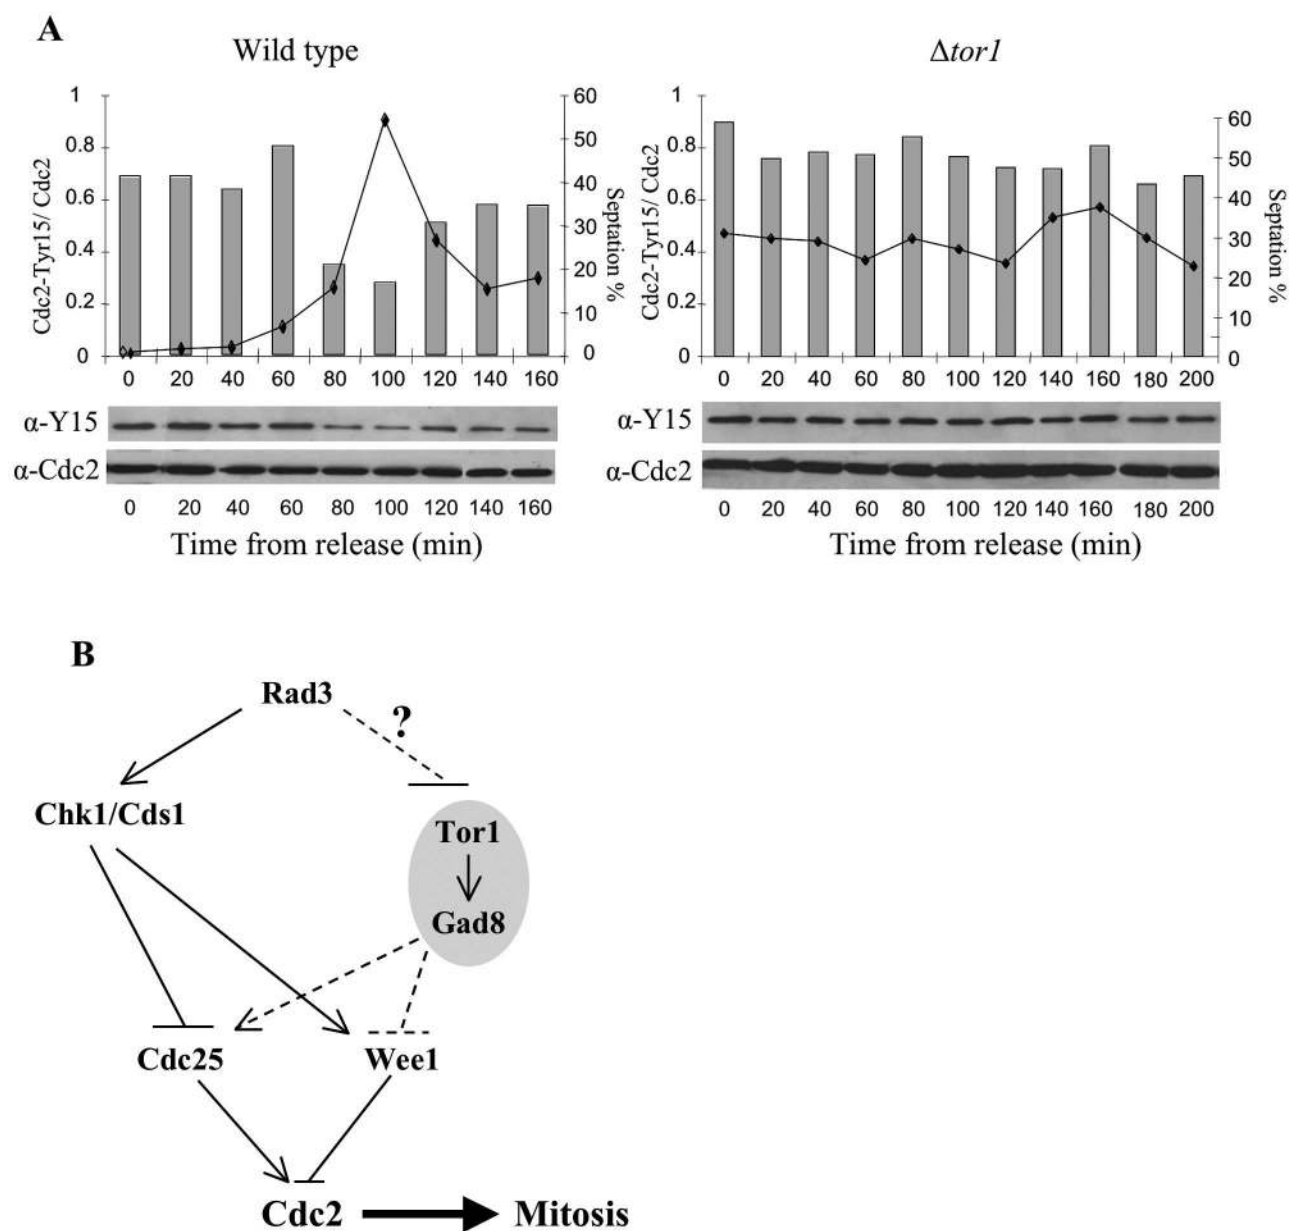 A
Wild type
Δtor1
1
0.8
0.6
0.4
0.2
0
Cdc2-Tyr15/ Cdc2
60
50
40
30
20
10
0
Septation %
0 20 40 60 80 100 120 140 160
α-Y15
α-Cdc2
0 20 40 60 80 100 120 140 160
Time from release (min)
1
0.8
0.6
0.4
0.2
0
Cdc2-Tyr15/ Cdc2
60
50
40
30
20
10
0
Septation %
0 20 40 60 80 100 120 140 160 180 200
α-Y15
α-Cdc2
0 20 40 60 80 100 120 140 160 180 200
Time from release (min)
B
Rad3
?
Chk1/Cds1
Tor1
Gad8
Cdc25 Wee1
Cdc2 Mitosis